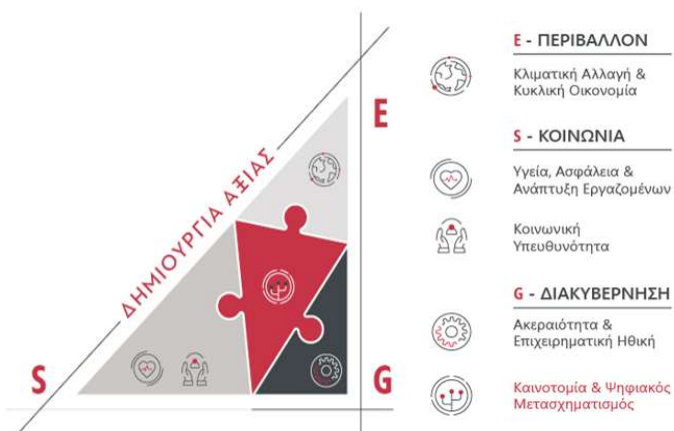 ΔΗΜΙΟΥΡΓΙΑ ΑΞΙΑΣ
E
S
G
E - ΠΕΡΙΒΑΛΛΟΝ
Κλιματική Αλλαγή &
Κυκλική Οικονομία
S - ΚΟΙΝΩΝΙΑ
Υγεία, Ασφάλεια &
Ανάπτυξη Εργαζομένων
Κοινωνική
Υπευθυνότητα
G - ΔΙΑΚΥΒΕΡΝΗΣΗ
Ακεραιότητα &
Επιχειρηματική Ηθική
Καινοτομία & Ψηφιακός
Μετασχηματισμός